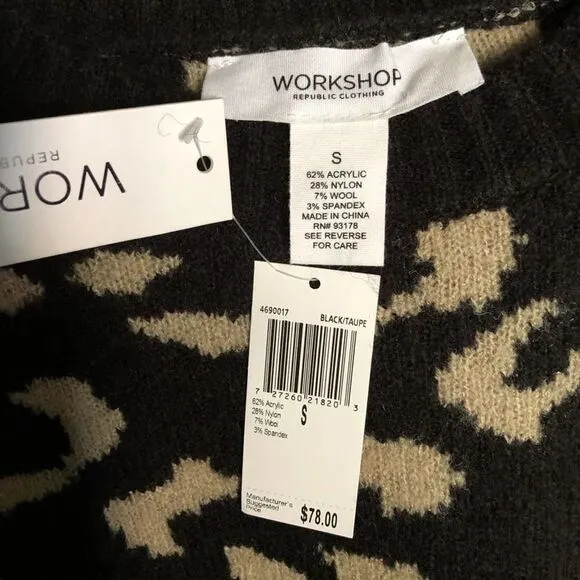 WORKSHOP
REPUBLIC CLOTHING
S
62% ACRYLIC
28% NYLON
7% WOOL
3% SPANDEX
MADE IN CHINA
RN# 93178
SEE REVERSE
FOR CARE
WOR
REPUB
4690017 BLACK/TAUPE
7 27260 21820 3
62% Acrylic
28% Nylon
7% Wool
3% Spandex
S
Manufacturer's
Suggested
Price
$78.00